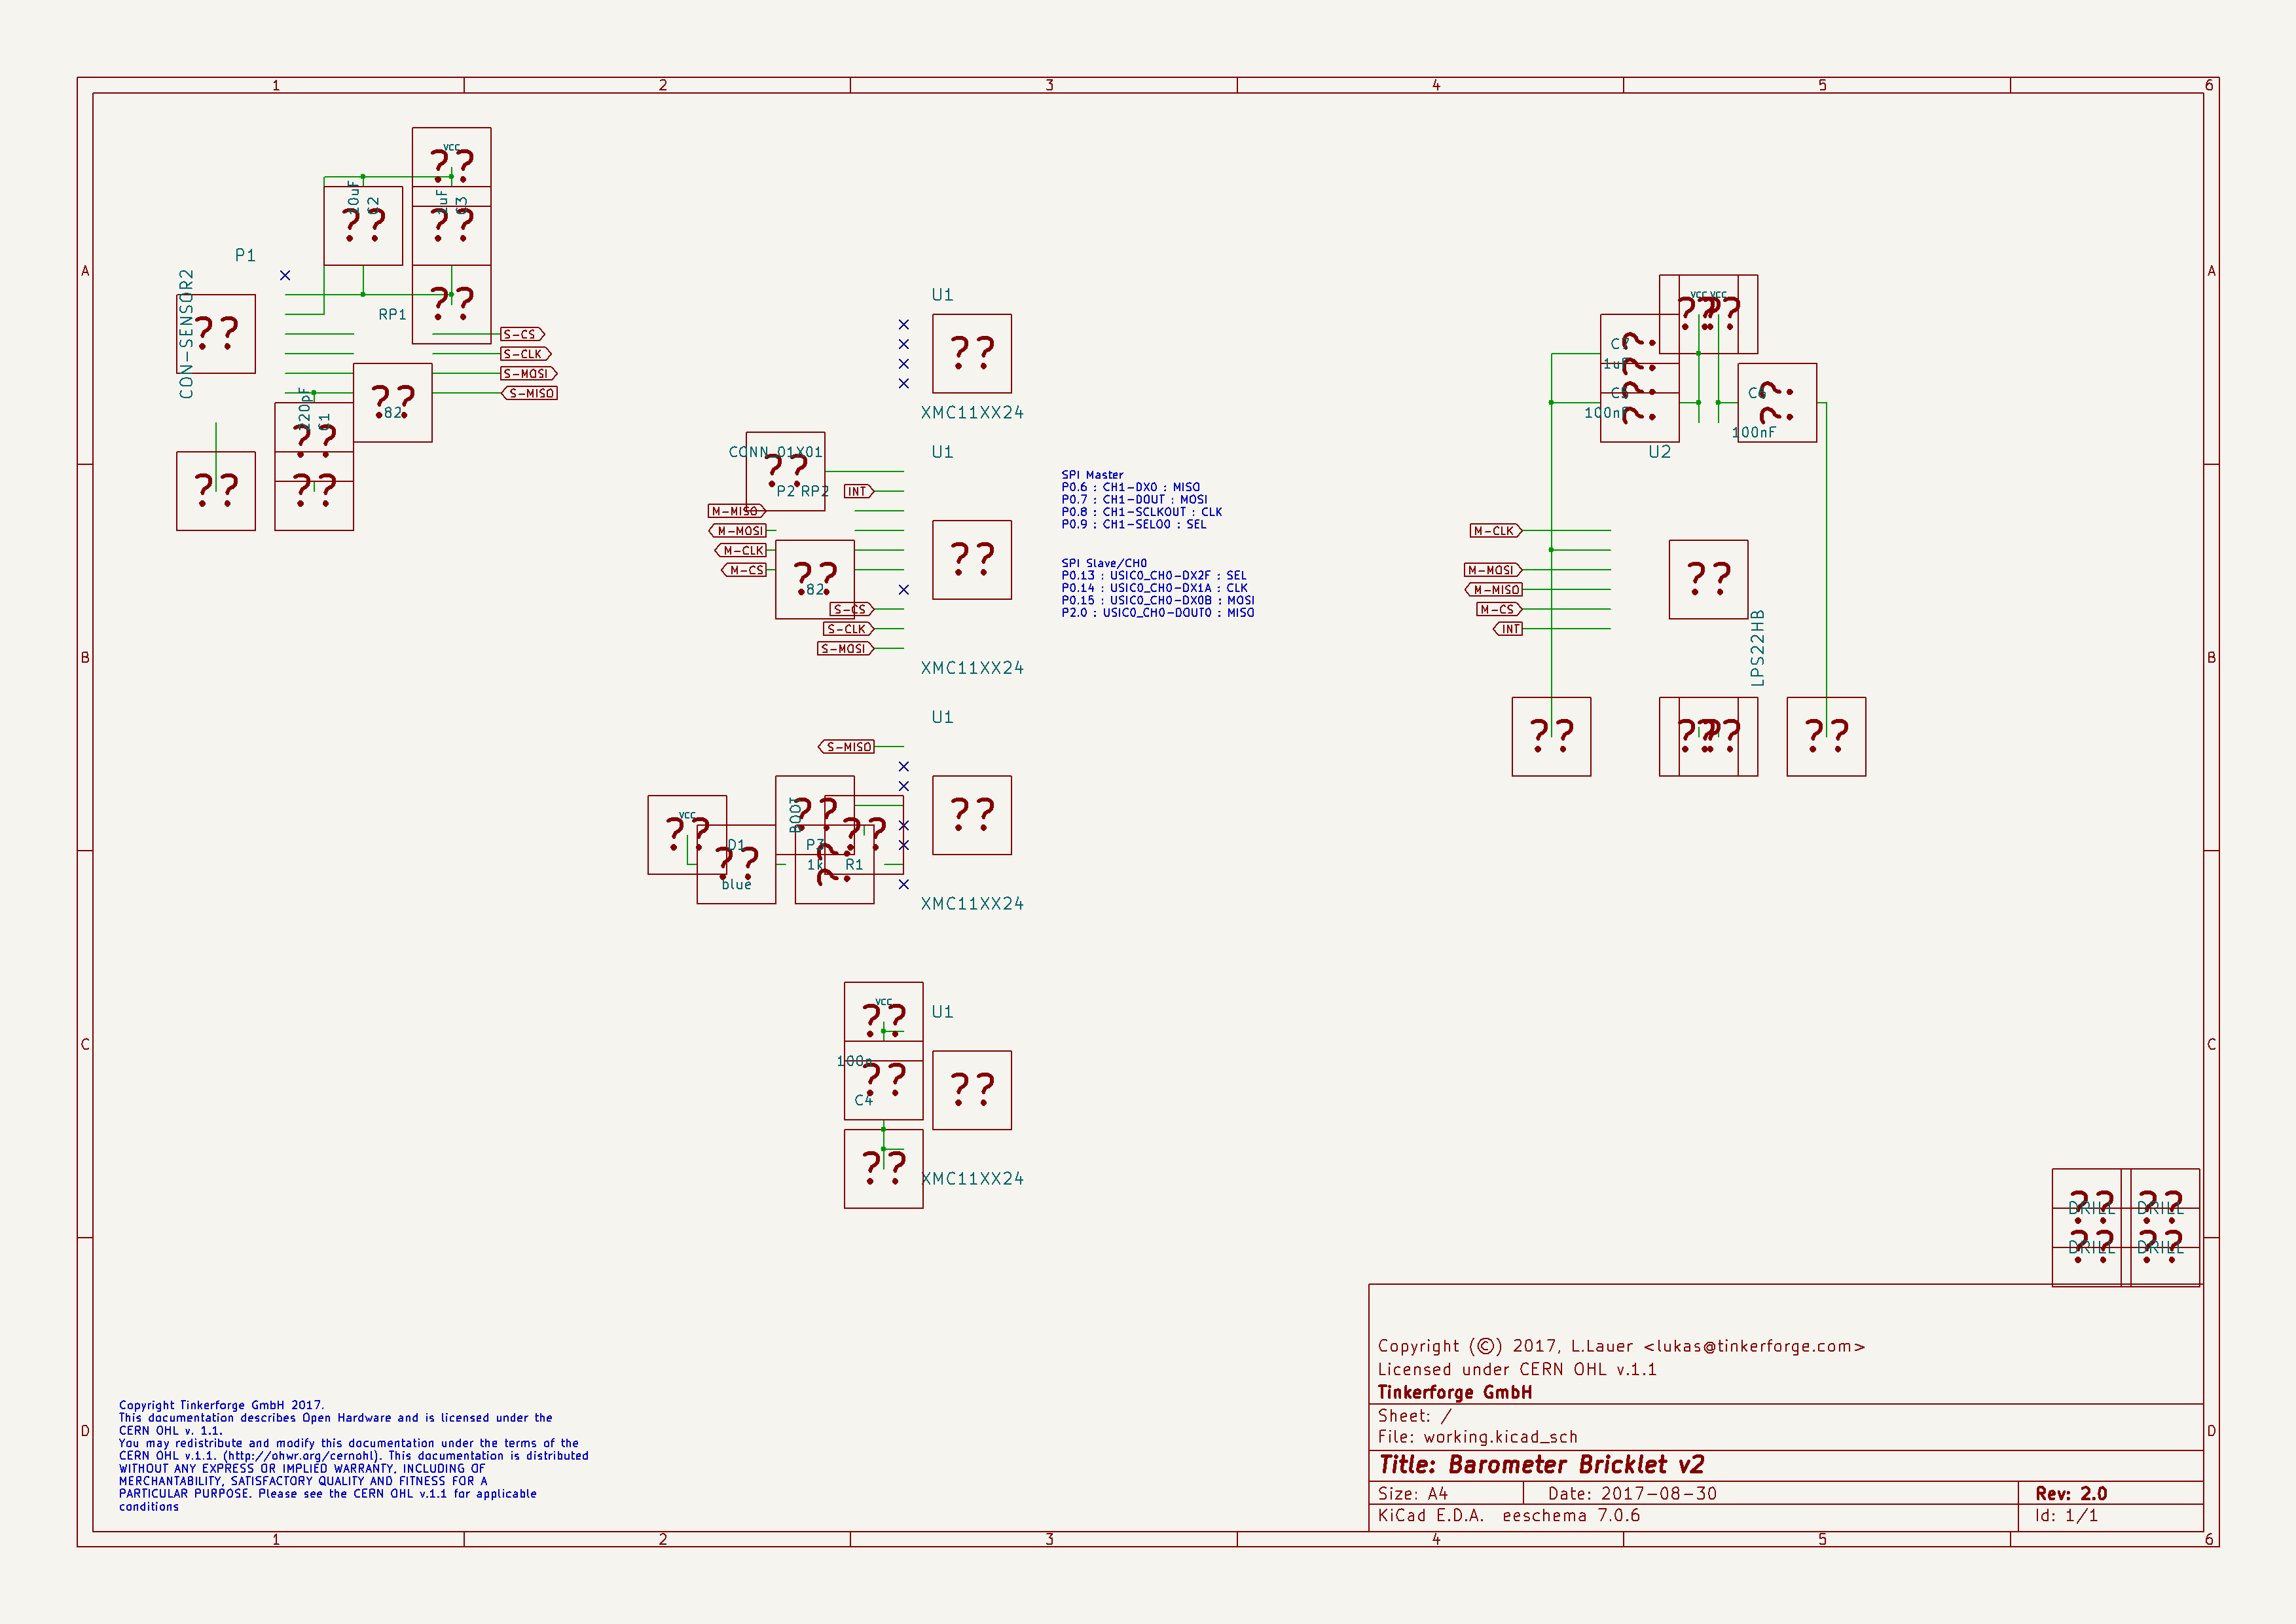 1 2 3 4 5 6
A A
B B
C C
D D
1 2 3 4 5 6
VCC
??
10uF
C2
??
1uF
C3
??
??
P1
CON-SENSOR2
??
RP1
S-CS
S-CLK
S-MOSI
S-MISO
??
82
220pF
C1
??
??
??
U1
??
XMC11XX24
CONN_01X01
??
P2
RP2
U1
INT
M-MISO
M-MOSI
M-CLK
M-CS
??
82
??
S-CS
S-CLK
S-MOSI
XMC11XX24
SPI Master
P0.6 : CH1-DX0 : MISO
P0.7 : CH1-DOUT : MOSI
P0.8 : CH1-SCLKOUT : CLK
P0.9 : CH1-SELO0 : SEL
SPI Slave/CH0
P0.13 : USIC0_CH0-DX2F : SEL
P0.14 : USIC0_CH0-DX1A : CLK
P0.15 : USIC0_CH0-DX0B : MOSI
P2.0 : USIC0_CH0-DOUT0 : MISO
U1
S-MISO
VCC
??
D1
??
blue
BOOT
??
P3
??
1k
R1
??
??
XMC11XX24
VCC
??
U1
100n
??
C4
??
??
XMC11XX24
VCC VCC
??
??
C7
1uF
??
C5
100nF
??
C6
100nF
??
U2
M-CLK
M-MOSI
M-MISO
M-CS
INT
??
LPS22HB
??
??
??
??
??
DRILL
??
DRILL
??
DRILL
??
DRILL
Copyright Tinkerforge GmbH 2017.
This documentation describes Open Hardware and is licensed under the
CERN OHL v. 1.1.
You may redistribute and modify this documentation under the terms of the
CERN OHL v.1.1. (http://ohwr.org/cernohl). This documentation is distributed
WITHOUT ANY EXPRESS OR IMPLIED WARRANTY, INCLUDING OF
MERCHANTABILITY, SATISFACTORY QUALITY AND FITNESS FOR A
PARTICULAR PURPOSE. Please see the CERN OHL v.1.1 for applicable
conditions
Copyright (©) 2017, L.Lauer <lukas@tinkerforge.com>
Licensed under CERN OHL v.1.1
Tinkerforge GmbH
Sheet: /
File: working.kicad_sch
Title: Barometer Bricklet v2
Size: A4 Date: 2017-08-30 Rev: 2.0
KiCad E.D.A. eeschema 7.0.6 Id: 1/1